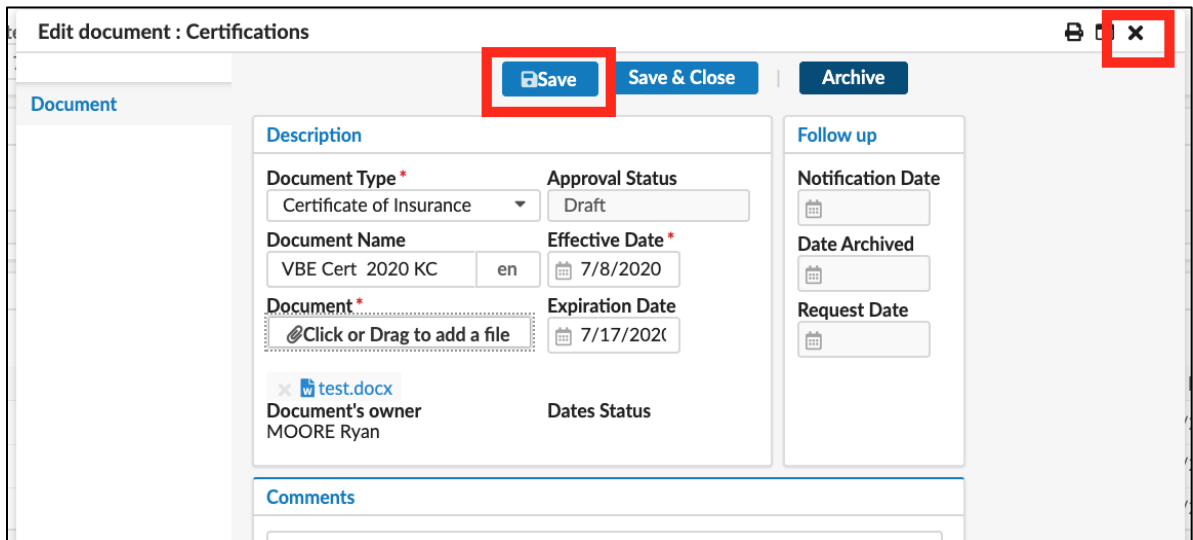 Edit document : Certifications
Save
Save & Close
|
Archive
Document
Description
Document Type *
Approval Status
Certificate of Insurance
Draft
Document Name
Effective Date *
VBE Cert 2020 KC
en
7/8/2020
Document *
Expiration Date
Click or Drag to add a file
7/17/202
test.docx
Document's owner
Dates Status
MOORE Ryan
Follow up
Notification Date
Date Archived
Request Date
Comments